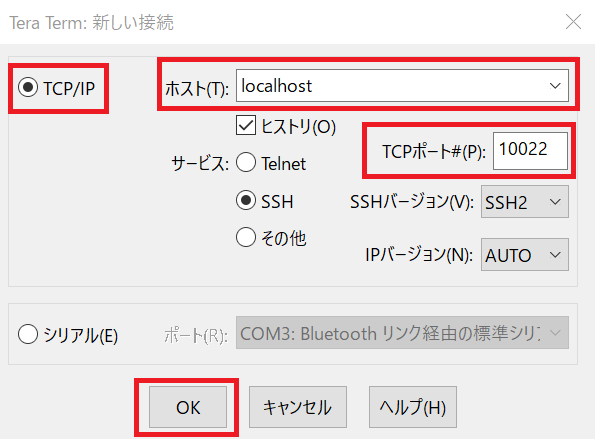 Tera Term: 新しい接続
TCP/IP
ホスト(T): localhost
ヒストリ(O)
TCPポート#(P): 10022
サービス: Telnet
SSH
SSHバージョン(V): SSH2
その他
IPバージョン(N): AUTO
シリアル(E)
ポート(R): COM3: Bluetooth リンク経由の標準シリア
OK
キャンセル
ヘルプ(H)